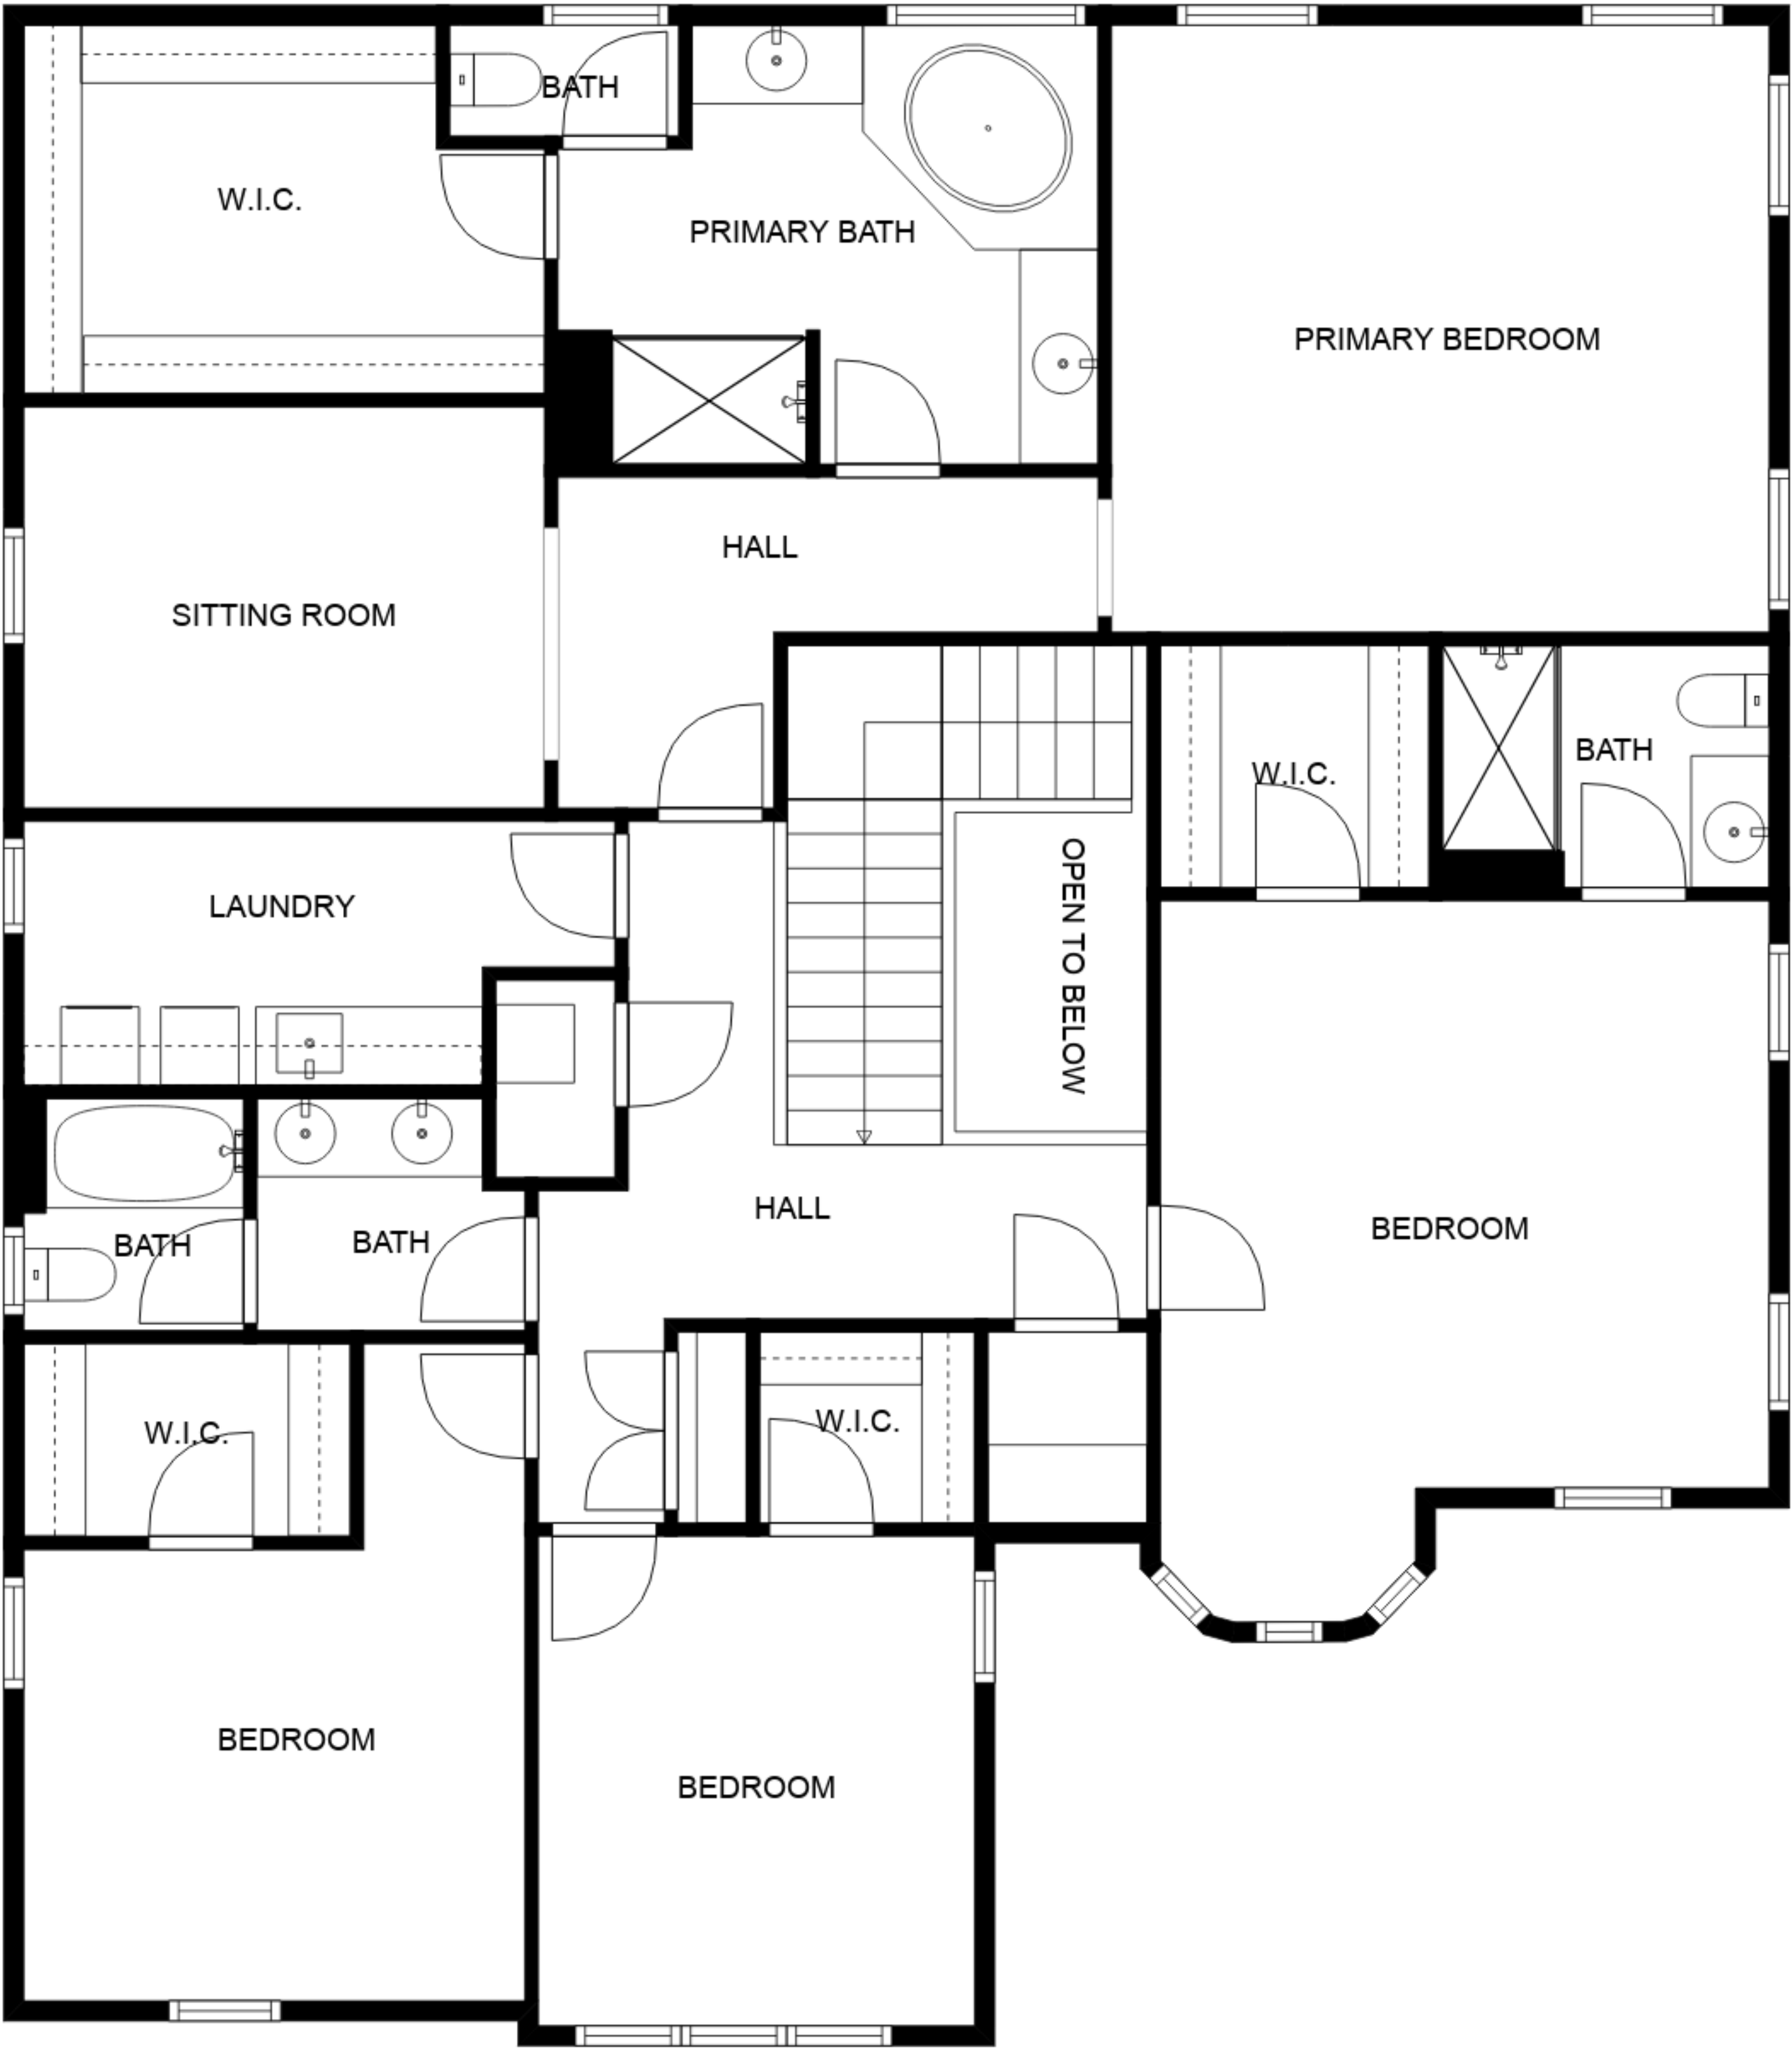 BATH
W.I.C.
PRIMARY BATH
PRIMARY BEDROOM
HALL
SITTING ROOM
BATH
W.I.C.
OPEN TO BELOW
LAUNDRY
HALL
BEDROOM
BATH
BATH
W.I.C.
W.I.C.
BEDROOM
BEDROOM